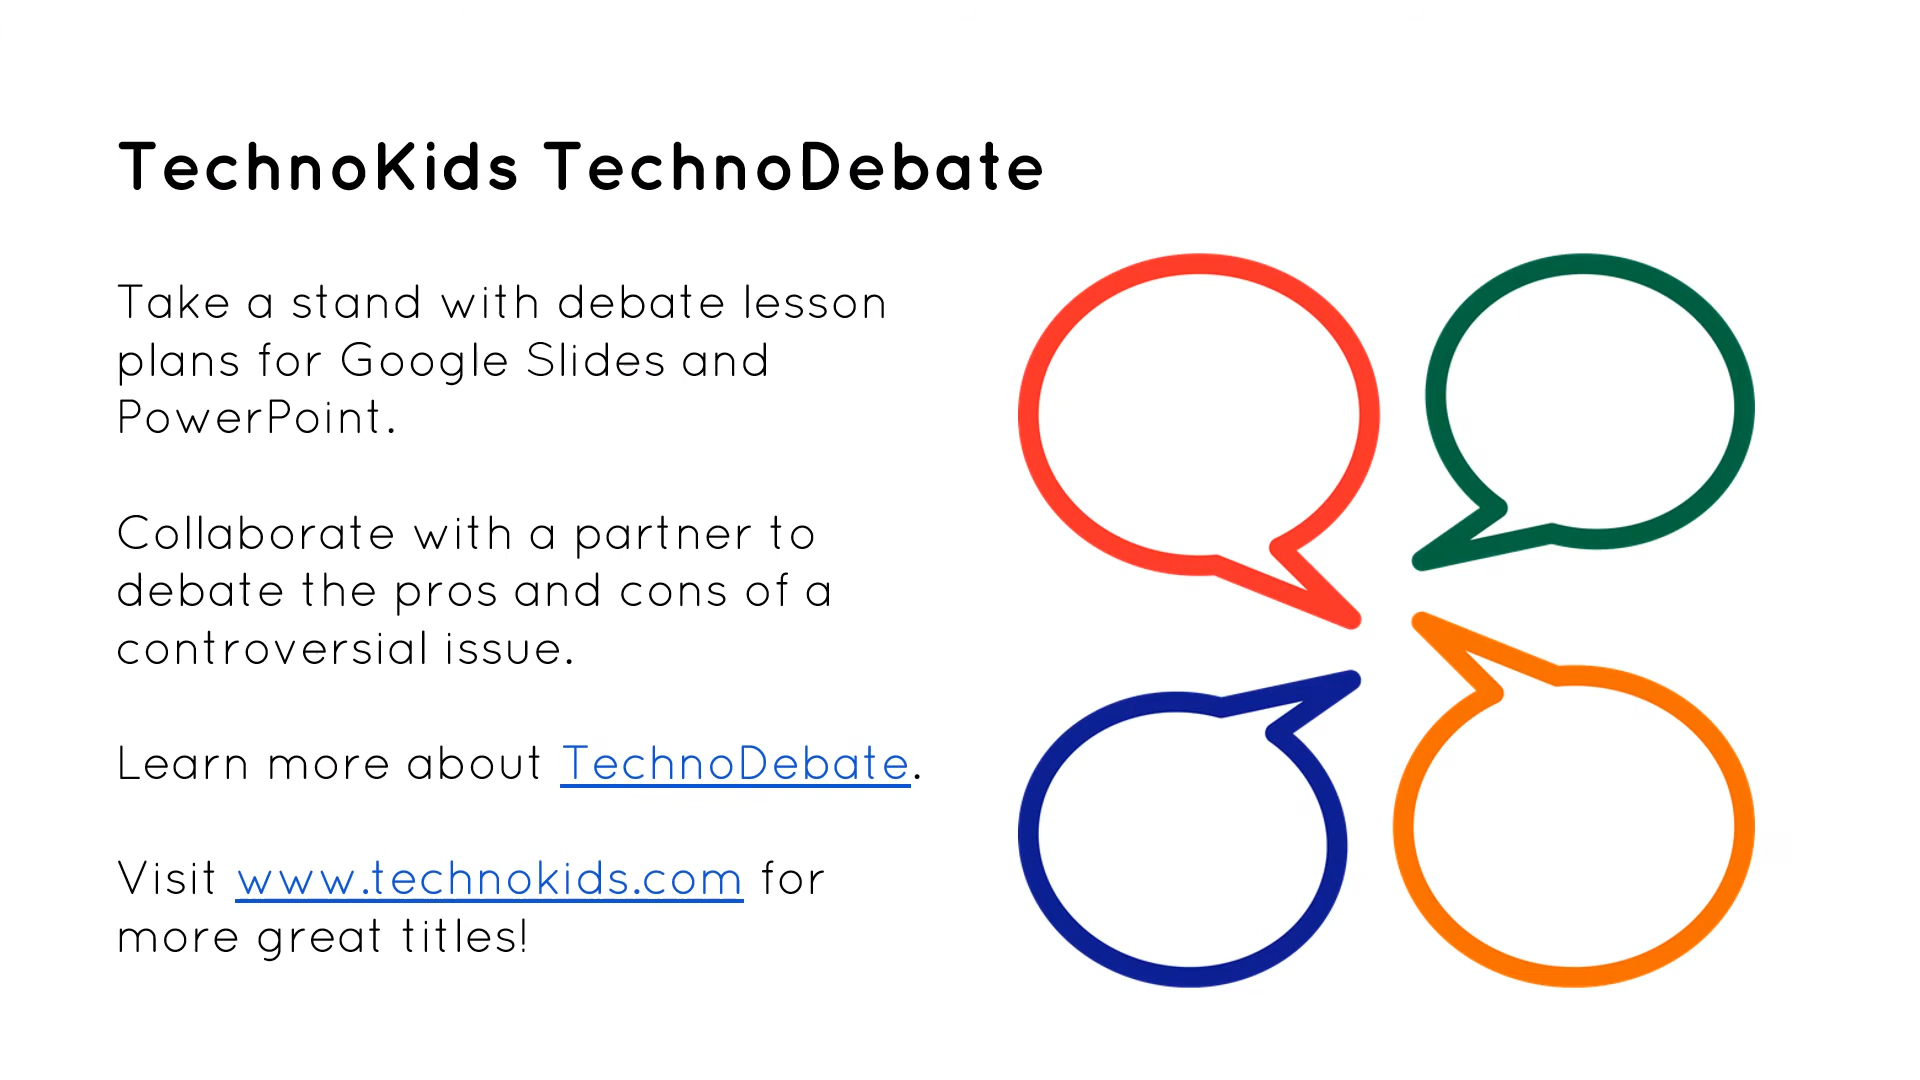 TechnoKids TechnoDebate
Take a stand with debate lesson
plans for Google Slides and
PowerPoint.
Collaborate with a partner to
debate the pros and cons of a
controversial issue.
Learn more about TechnoDebate.
Visit www.technokids.com for
more great titles!